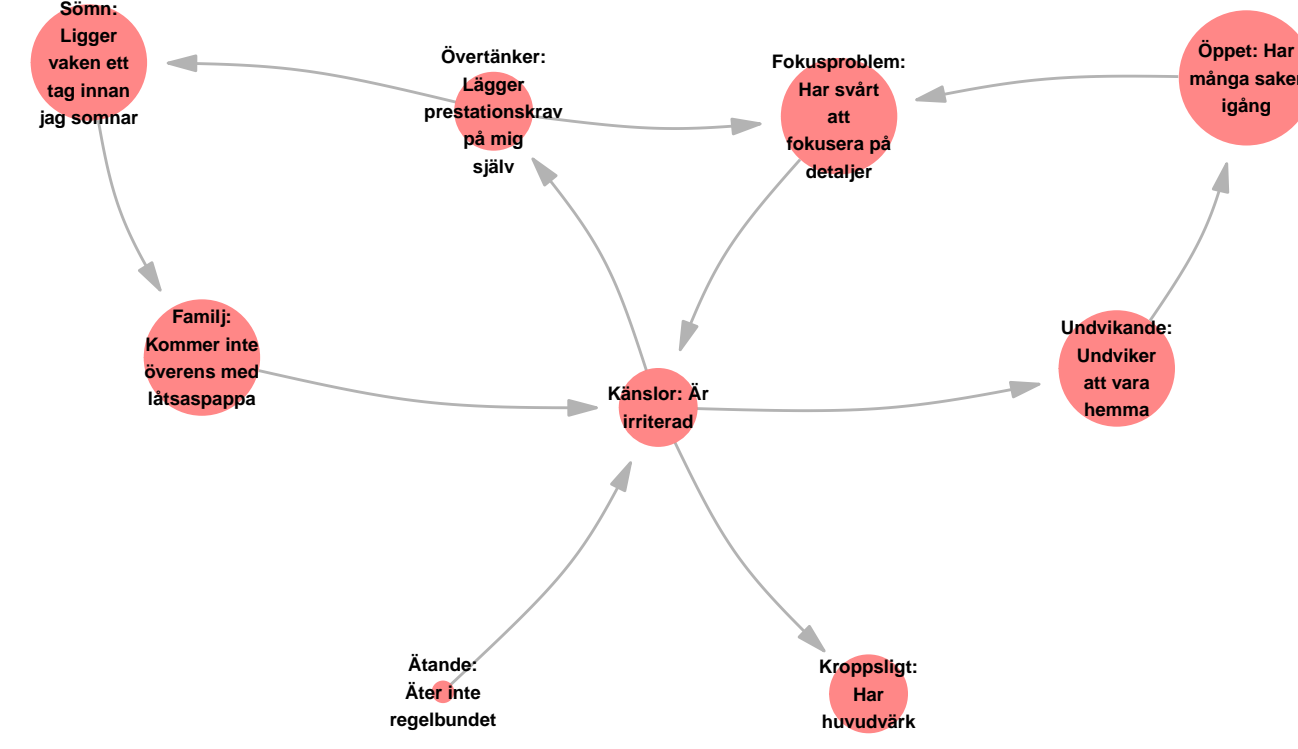 Sömn:
Ligger
vaken ett
tag innan
jag somnar
Övertänker:
Lägger
prestationskrav
på mig
själv
Fokusproblem:
Har svårt
att
fokusera på
detaljer
Öppet: Har
många saker
igång
Familj:
Kommer inte
överens med
låtsaspappa
Känslor: Är
irriterad
Undvikande:
Undviker
att vara
hemma
Ätande:
Äter inte
regelbundet
Kroppsligt:
Har
huvudvärk